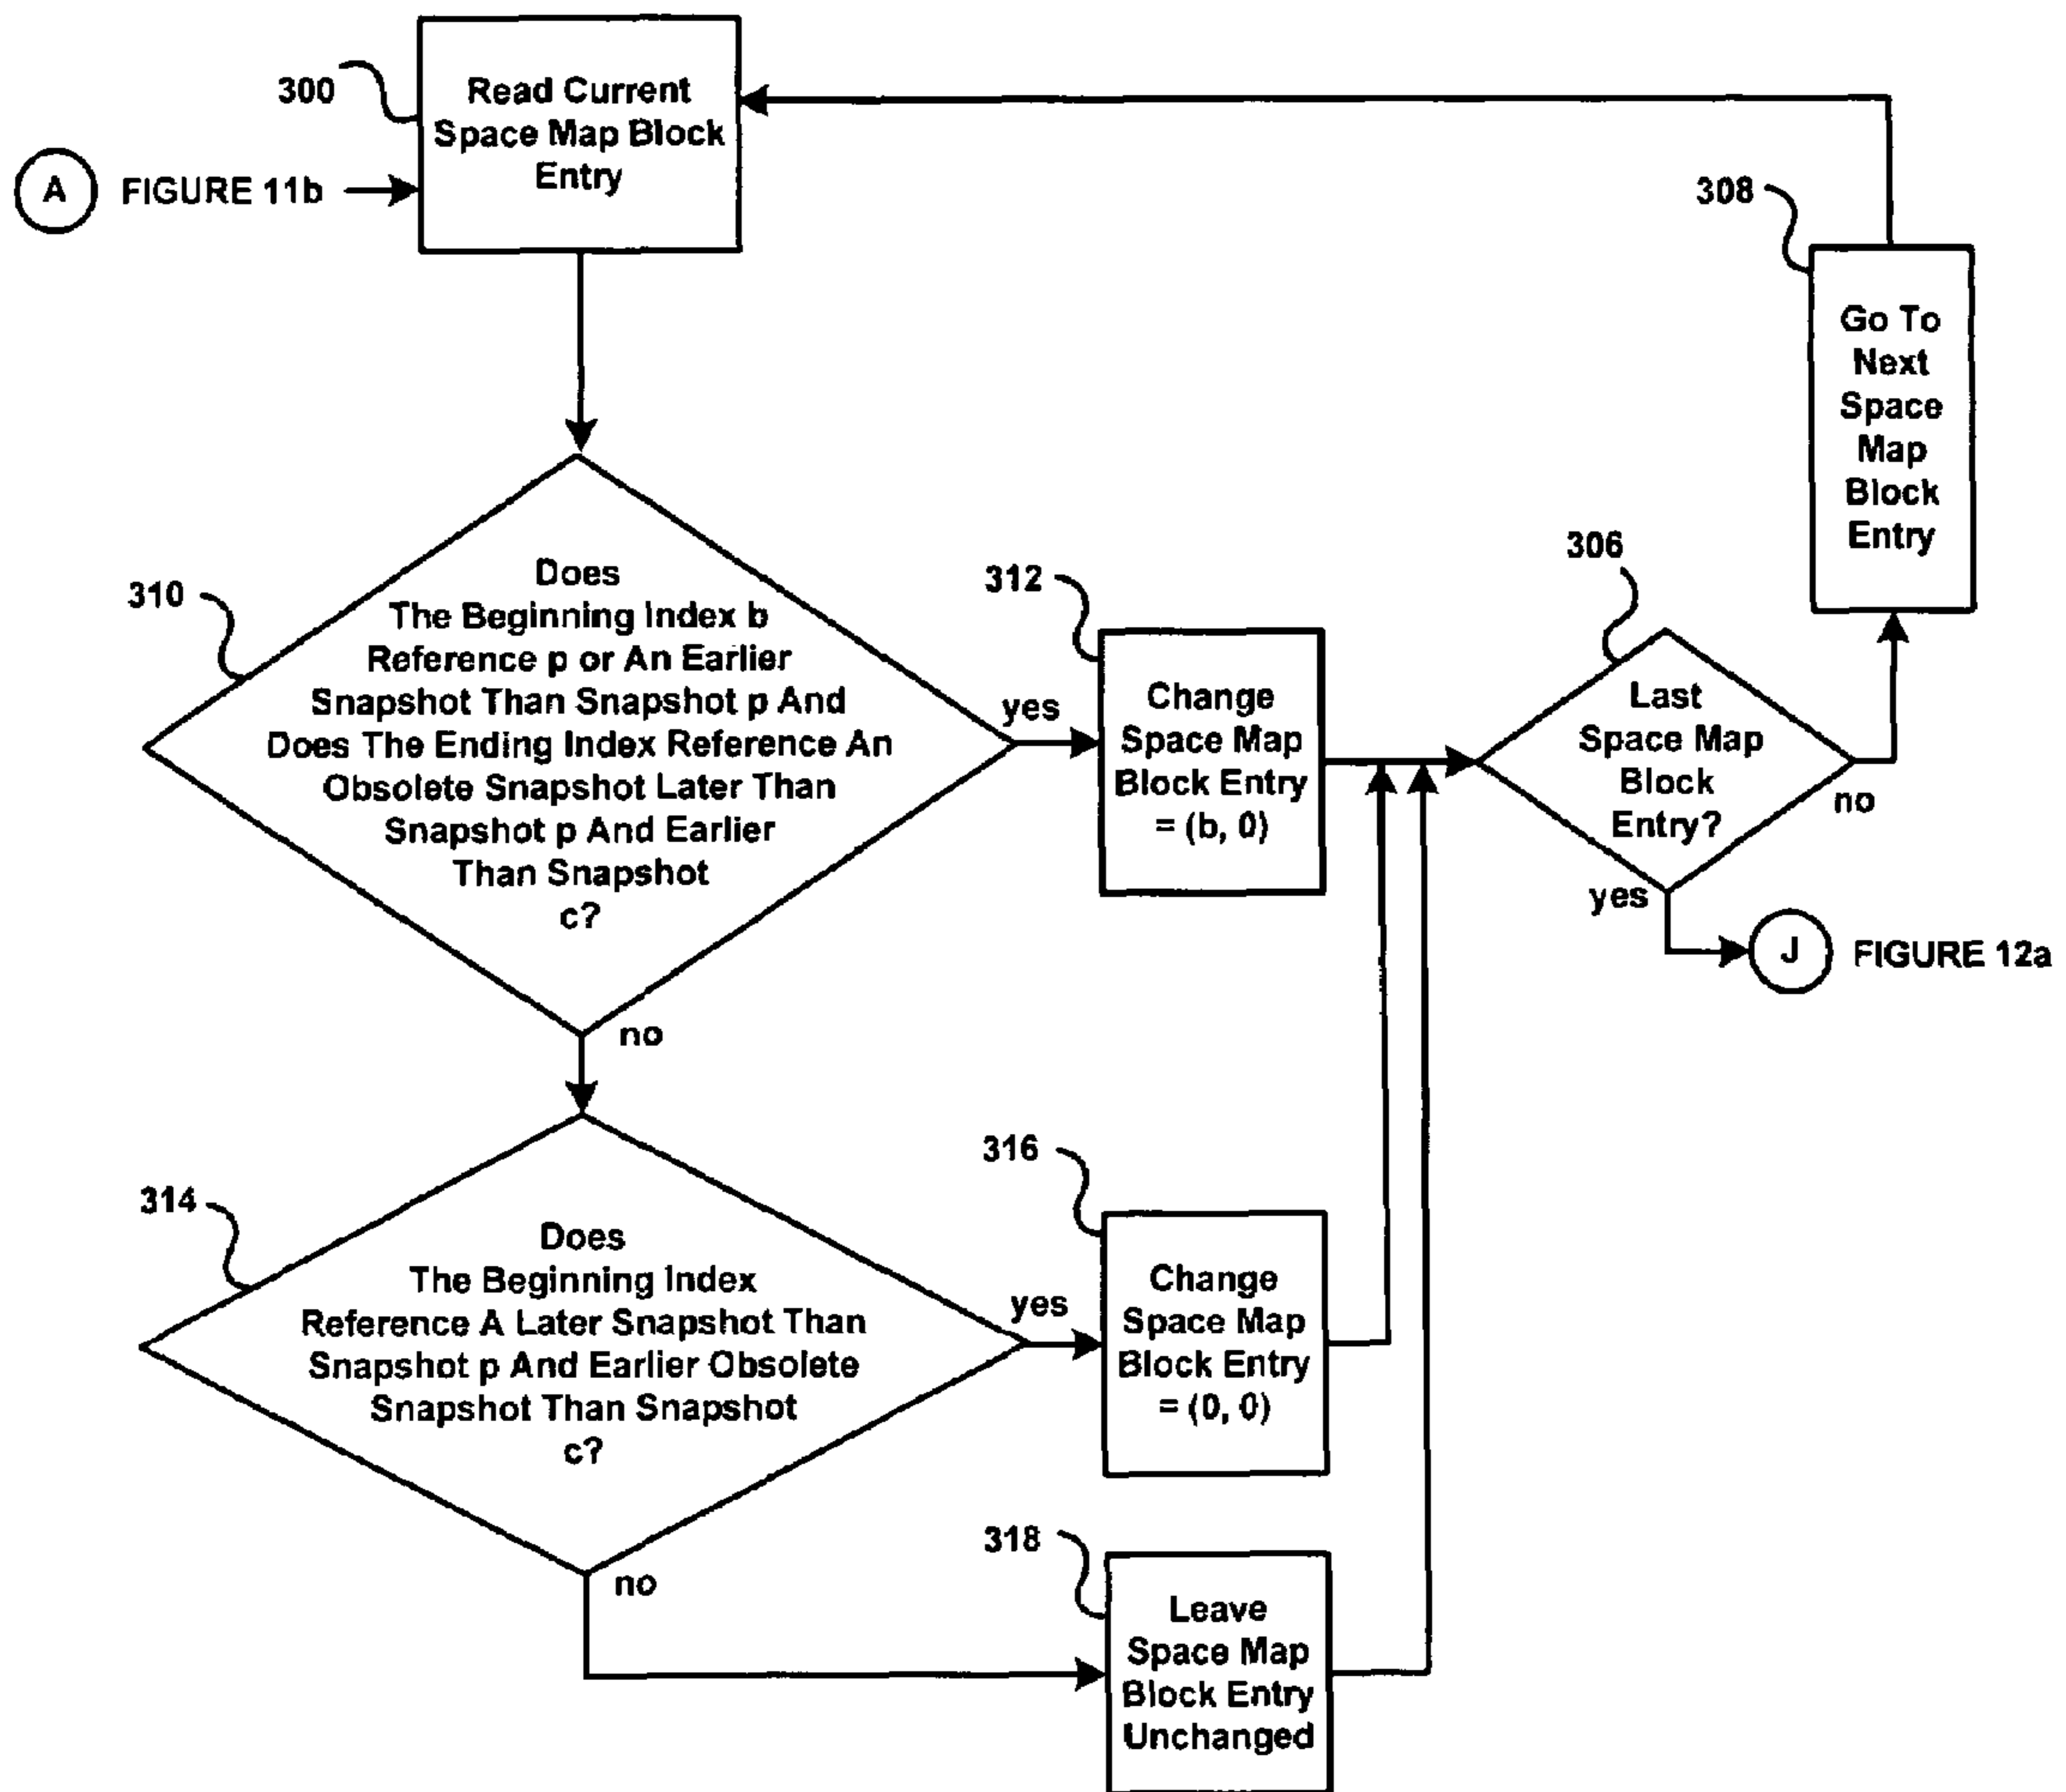 300
Read Current
Space Map Block
Entry
A
FIGURE 11b
308
Go To
Next
Space
Map
Block
Entry
310
Does
The Beginning Index b
Reference p or An Earlier
Snapshot Than Snapshot p And
Does The Ending Index Reference An
Obsolete Snapshot Later Than
Snapshot p And Earlier
Than Snapshot
c?
yes
no
312
Change
Space Map
Block Entry
= (b, 0)
306
Last
Space Map
Block
Entry?
no
yes
J
FIGURE 12a
314
Does
The Beginning Index
Reference A Later Snapshot Than
Snapshot p And Earlier Obsolete
Snapshot Than Snapshot
c?
yes
no
316
Change
Space Map
Block Entry
= (0, 0)
318
Leave
Space Map
Block Entry
Unchanged